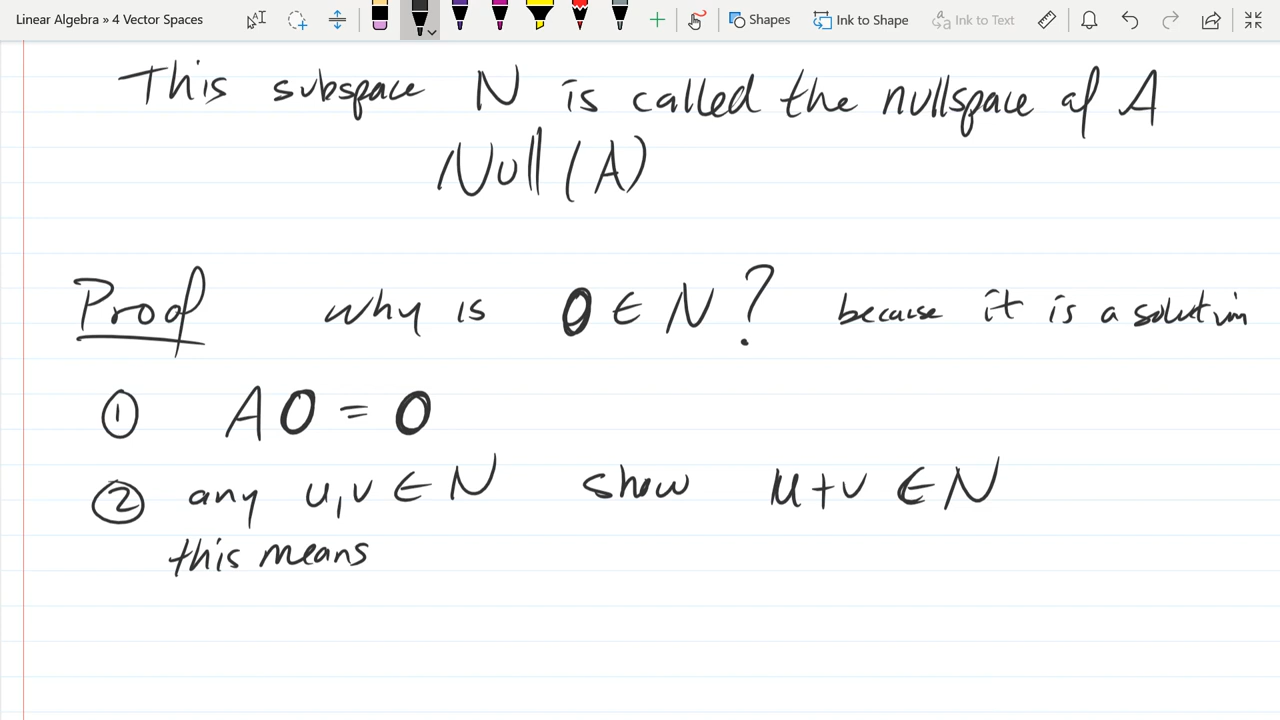 Linear Algebra » 4 Vector Spaces Shapes Ink to Shape Ink to Text
This subspace N is called the nullspace of A
Null(A)
Proof why is 0 ∈ N? because it is a solution
① A0 = 0
② any u,v ∈ N show u+v ∈ N
this means